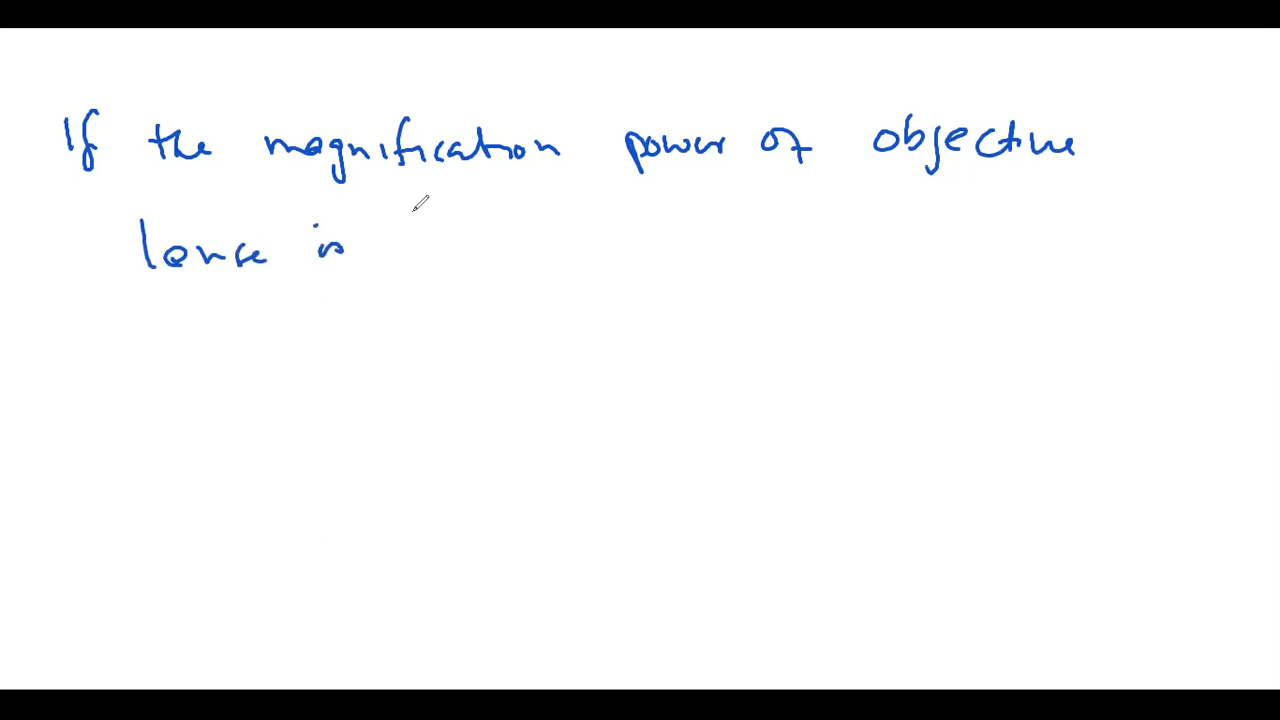 If the magnification power of objective
lense is